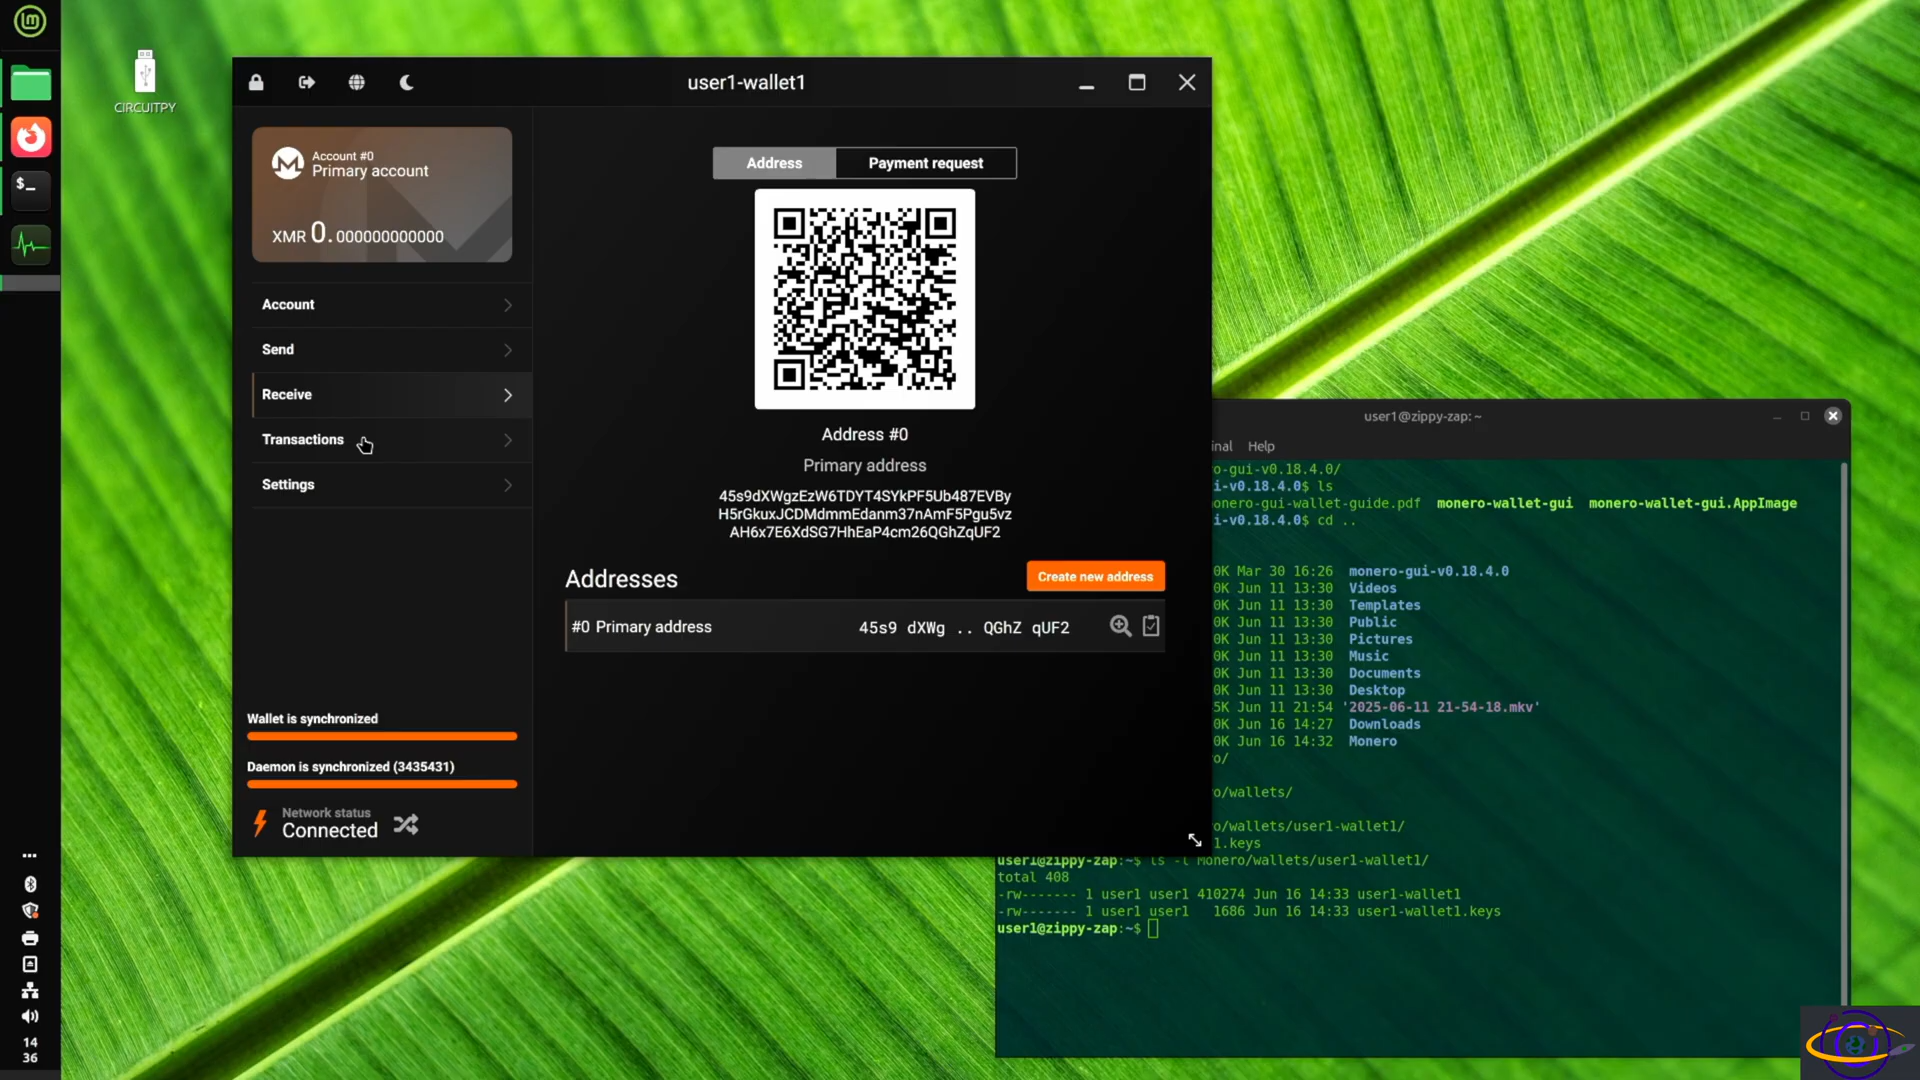 CIRCUITPY
user1-wallet1
Account #0
Primary account
XMR 0.000000000000
Account
Send
Receive
Transactions
Settings
Wallet is synchronized
Daemon is synchronized (3435431)
Network status
Connected
Address
Payment request
Address #0
Primary address
45s9dXWgzEzW6TDYT4SYkPF5Ub487EVBy
H5rGkuxJCDMdmmEdanm37nAmF5Pgu5vz
AH6x7E6XdSG7HhEaP4cm26QGhZqUF2
Addresses
Create new address
#0 Primary address 45s9 dXWg .. QGhZ qUF2
user1@zippy-zap: ~
inal Help
o-gui-v0.18.4.0/
i-v0.18.4.0$ ls
onero-gui-wallet-guide.pdf monero-wallet-gui monero-wallet-gui.AppImage
i-v0.18.4.0$ cd ..
0K Mar 30 16:26 monero-gui-v0.18.4.0
0K Jun 11 13:30 Videos
0K Jun 11 13:30 Templates
0K Jun 11 13:30 Public
0K Jun 11 13:30 Pictures
0K Jun 11 13:30 Music
0K Jun 11 13:30 Documents
0K Jun 11 13:30 Desktop
5K Jun 11 21:54 '2025-06-11 21-54-18.mkv'
0K Jun 16 14:27 Downloads
0K Jun 16 14:32 Monero
o/
o/wallets/
o/wallets/user1-wallet1/
1.keys
user1@zippy-zap:~$ ls -l Monero/wallets/user1-wallet1/
total 408
-rw------- 1 user1 user1 410274 Jun 16 14:33 user1-wallet1
-rw------- 1 user1 user1 1686 Jun 16 14:33 user1-wallet1.keys
user1@zippy-zap:~$
14
36